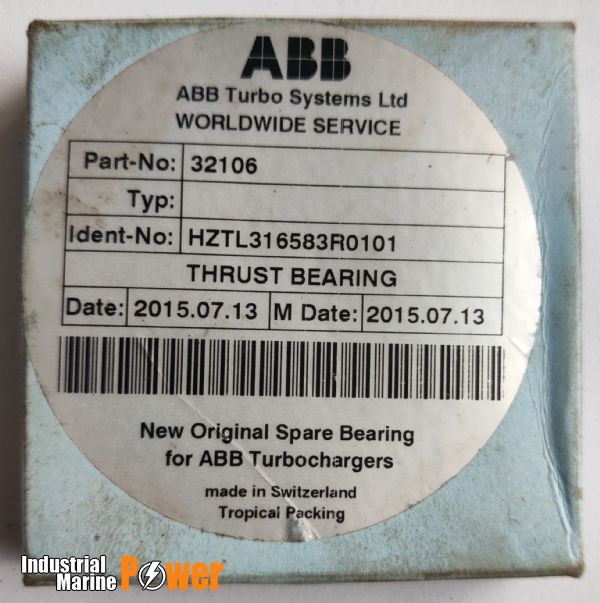 ABB
ABB Turbo Systems Ltd
WORLDWIDE SERVICE
Part-No: 32106
Typ:
Ident-No: HZTL316583R0101
THRUST BEARING
Date: 2015.07.13 M Date: 2015.07.13
New Original Spare Bearing
for ABB Turbochargers
made in Switzerland
Tropical Packing
Industrial
Marine Power